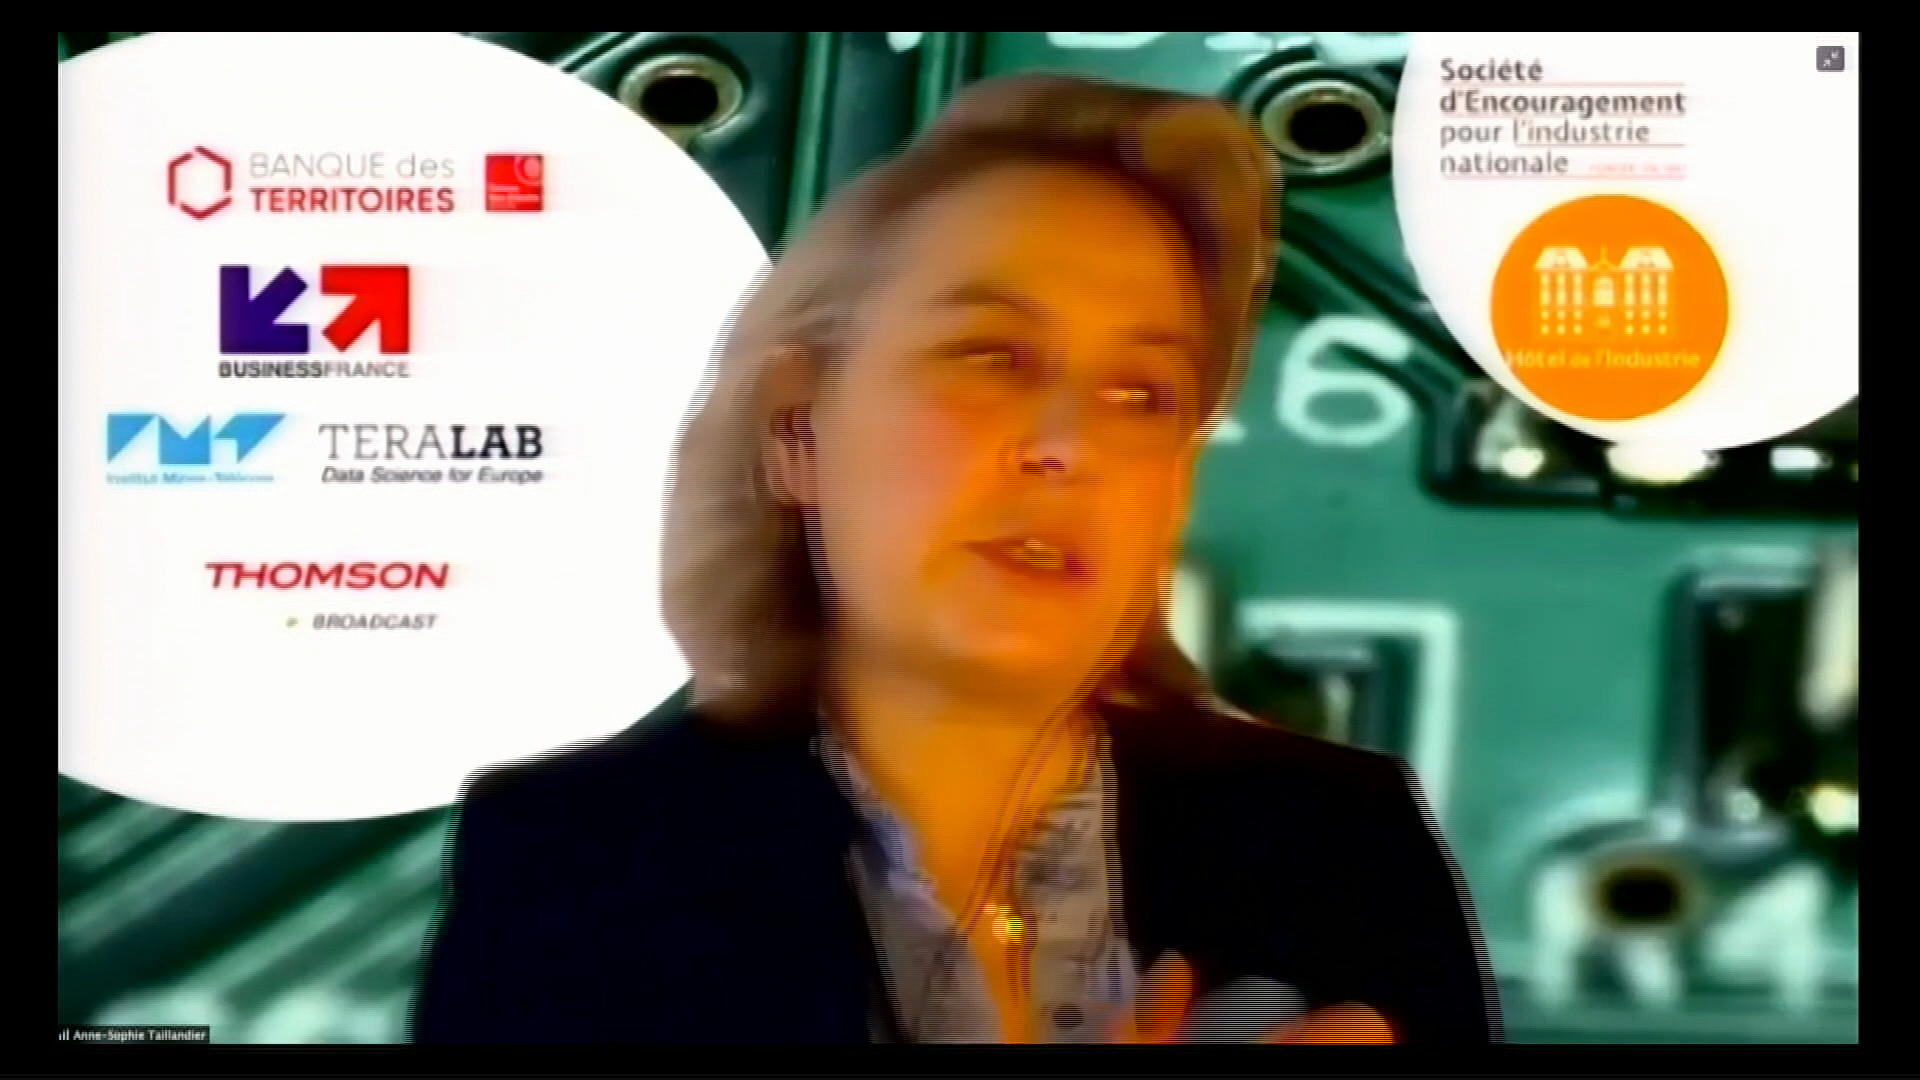 BANQUE des
TERRITOIRES
BUSINESSFRANCE
TERALAB
Data Science for Europe
THOMSON
BROADCAST
Société
d'Encouragement
pour l'industrie
nationale
Hôtel de l'Industrie
16
Anne-Sophie Taillandier